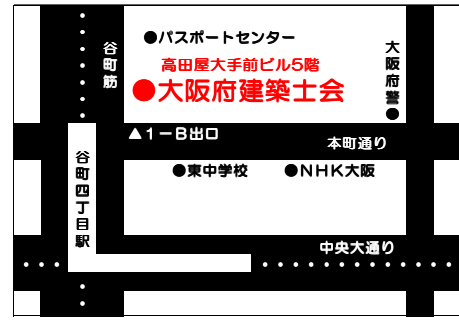 谷町筋
●パスポートセンター
高田屋大手前ビル5階
●大阪府建築士会
大阪府警●
▲1－B出口
本町通り
谷町四丁目駅
●東中学校
●NHK大阪
中央大通り